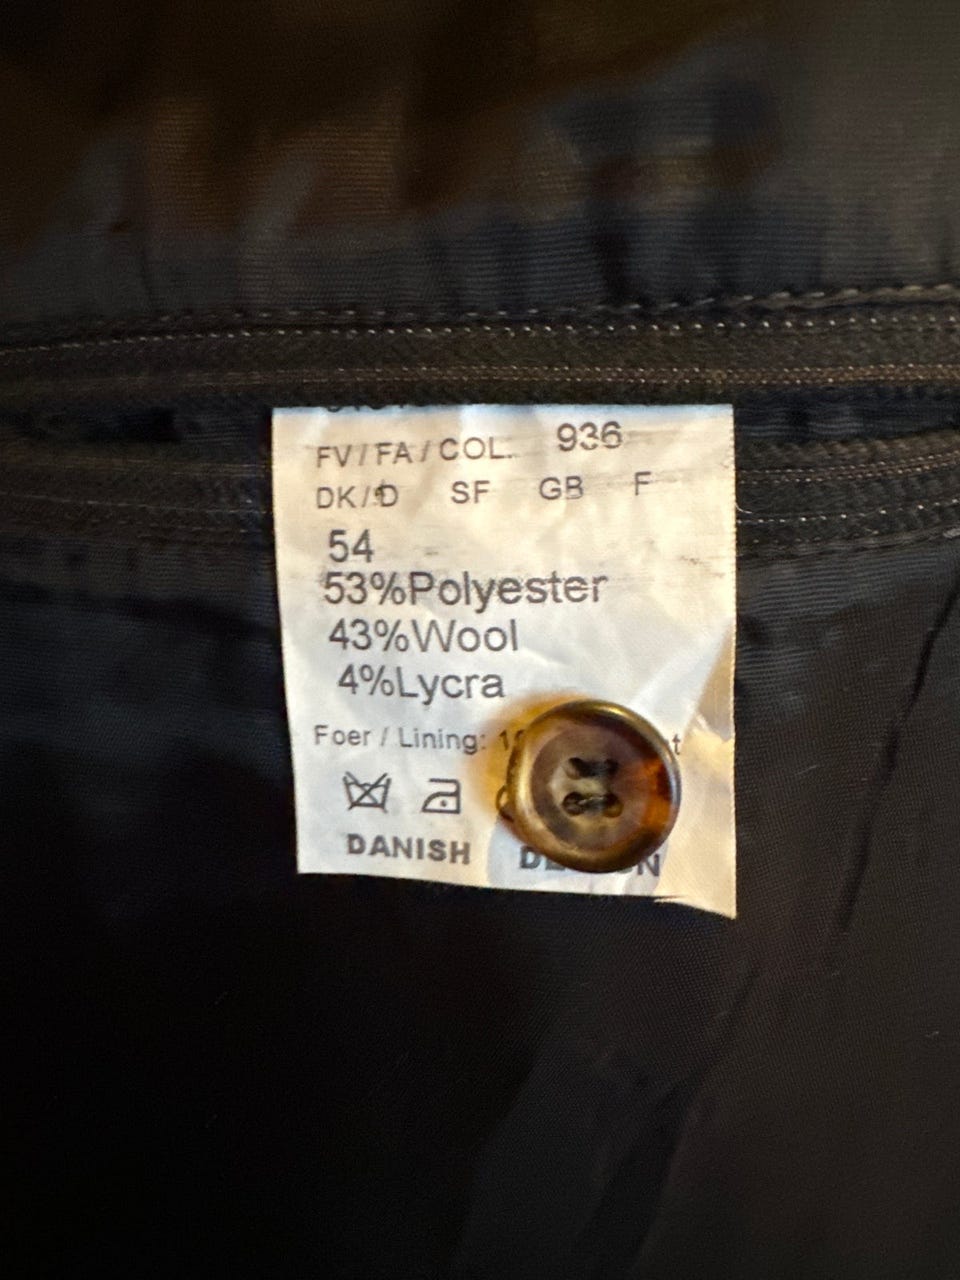 FV / FA / COL. 936
DK / D SF GB F
54
53%Polyester
43%Wool
4%Lycra
Foer / Lining:
DANISH